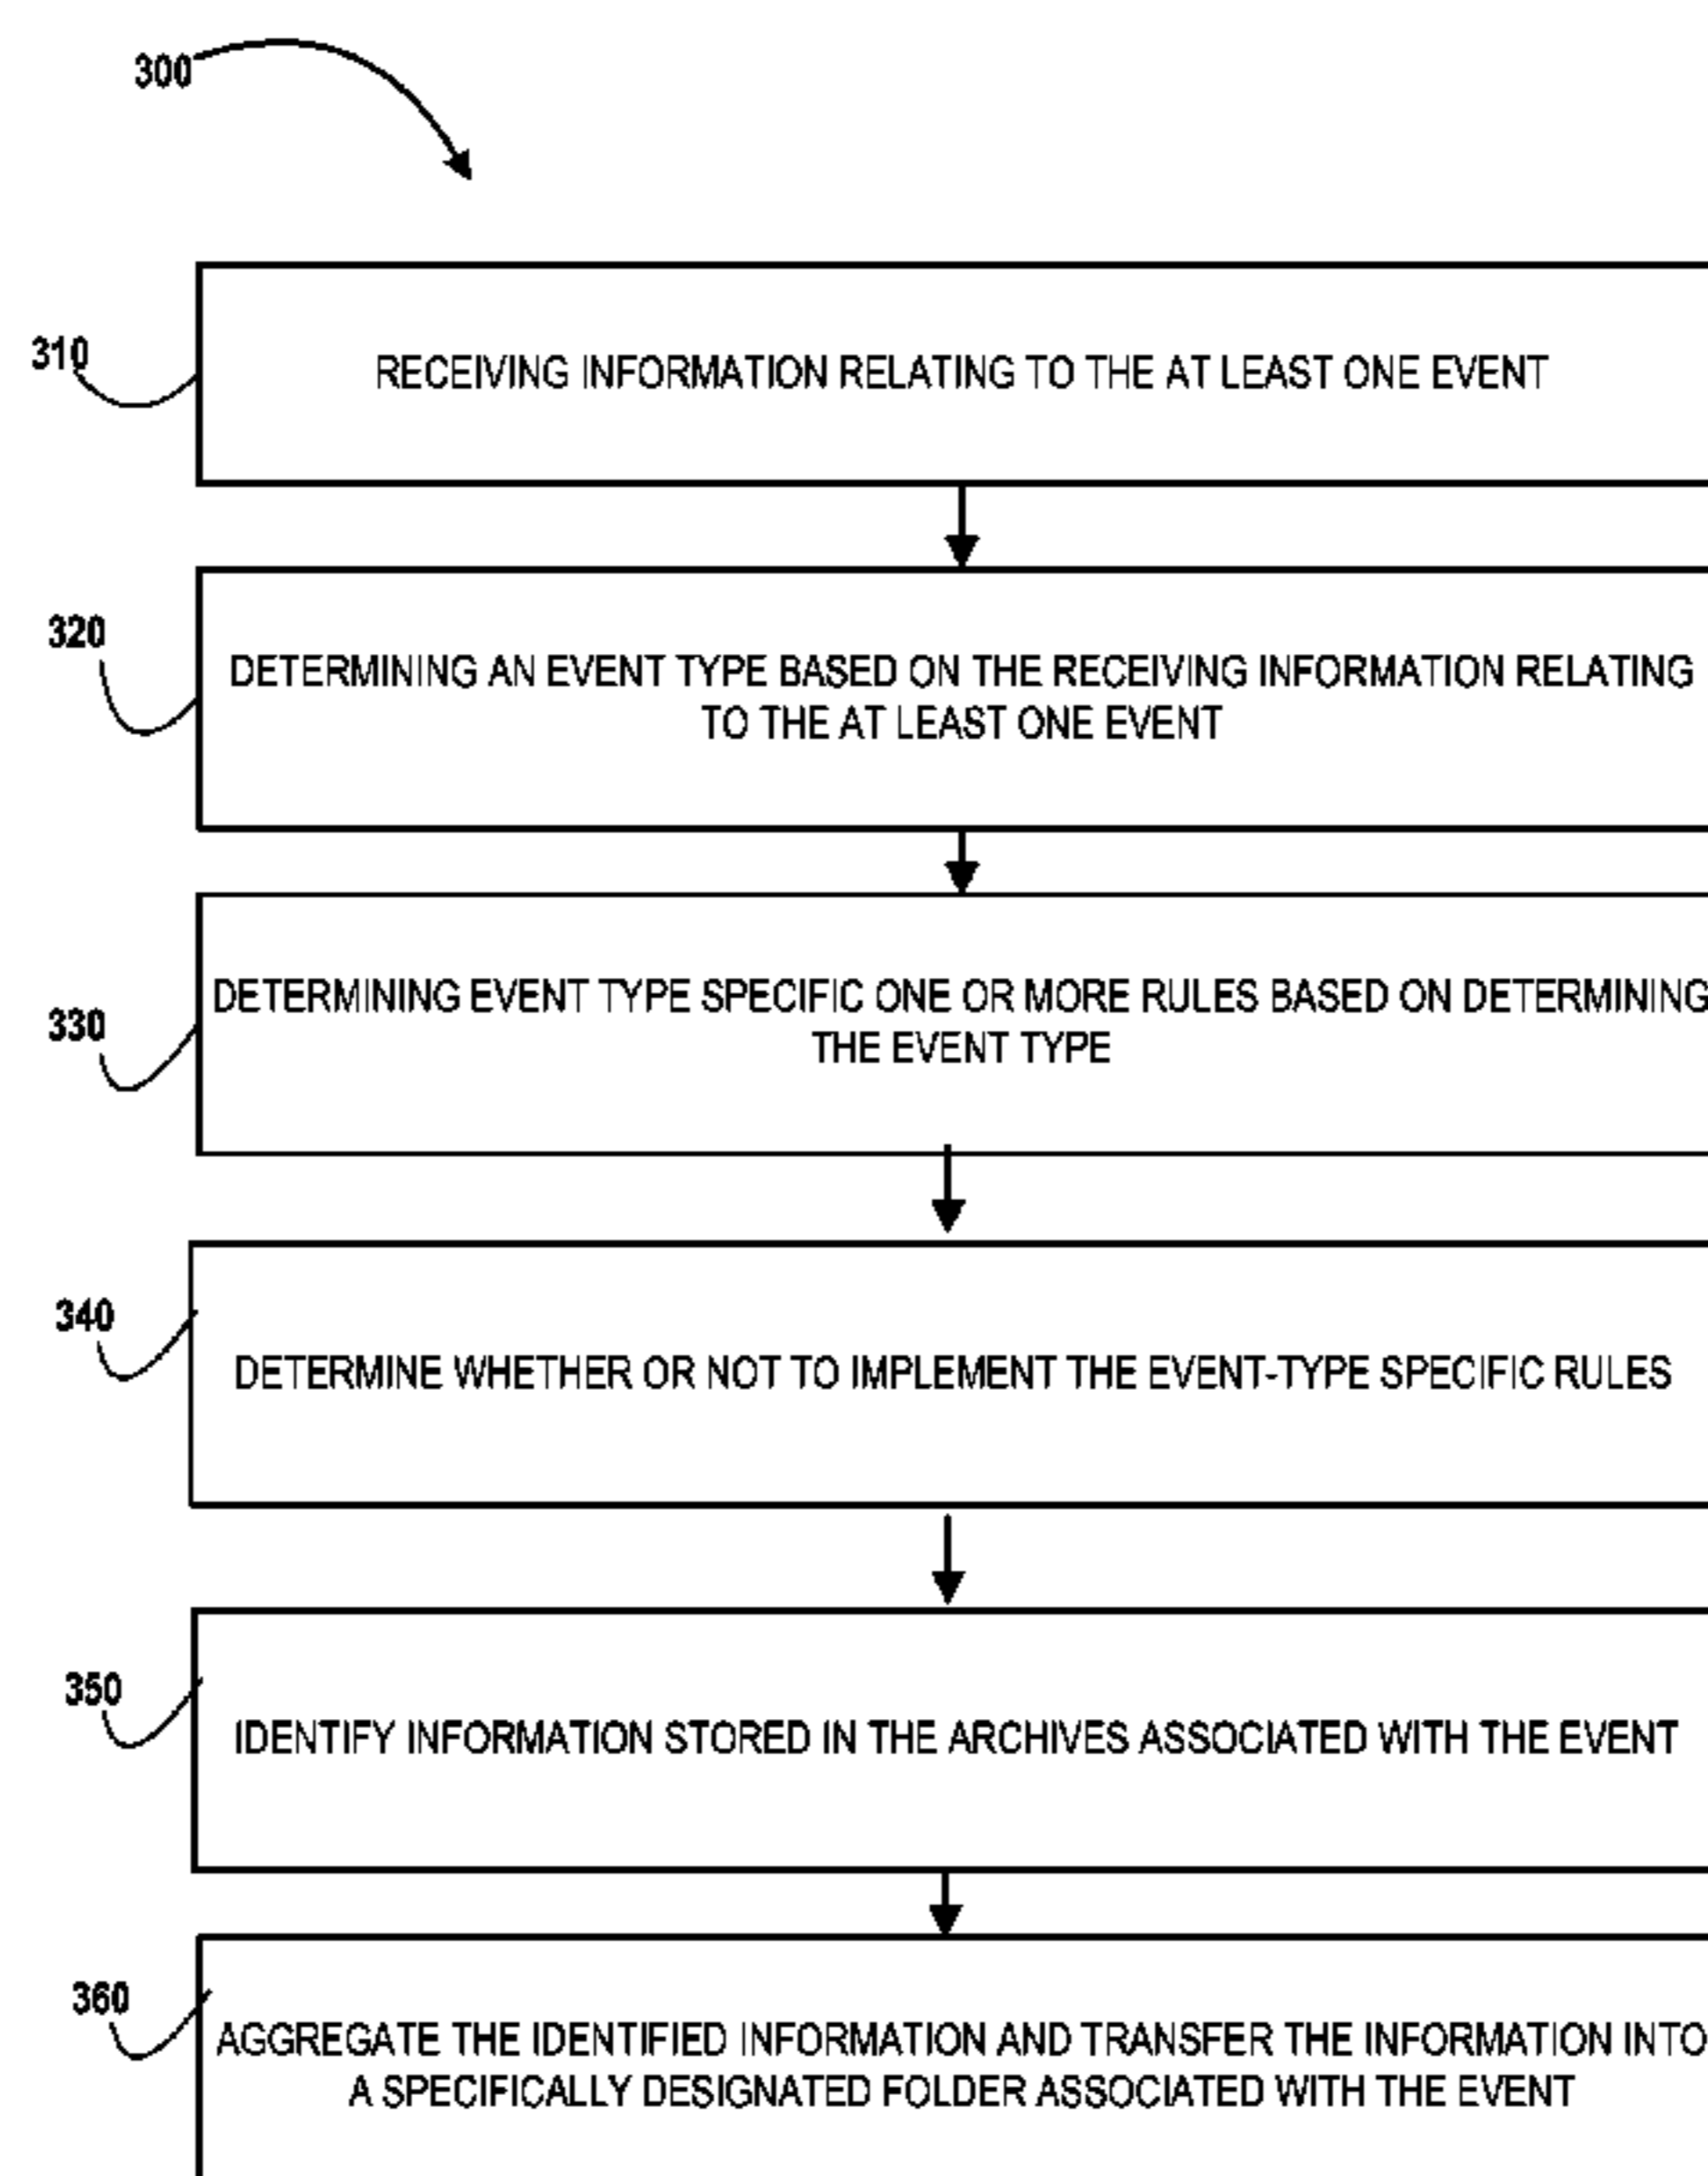 300
310
RECEIVING INFORMATION RELATING TO THE AT LEAST ONE EVENT
320
DETERMINING AN EVENT TYPE BASED ON THE RECEIVING INFORMATION RELATING
TO THE AT LEAST ONE EVENT
330
DETERMINING EVENT TYPE SPECIFIC ONE OR MORE RULES BASED ON DETERMINING
THE EVENT TYPE
340
DETERMINE WHETHER OR NOT TO IMPLEMENT THE EVENT-TYPE SPECIFIC RULES
350
IDENTIFY INFORMATION STORED IN THE ARCHIVES ASSOCIATED WITH THE EVENT
360
AGGREGATE THE IDENTIFIED INFORMATION AND TRANSFER THE INFORMATION INTO
A SPECIFICALLY DESIGNATED FOLDER ASSOCIATED WITH THE EVENT